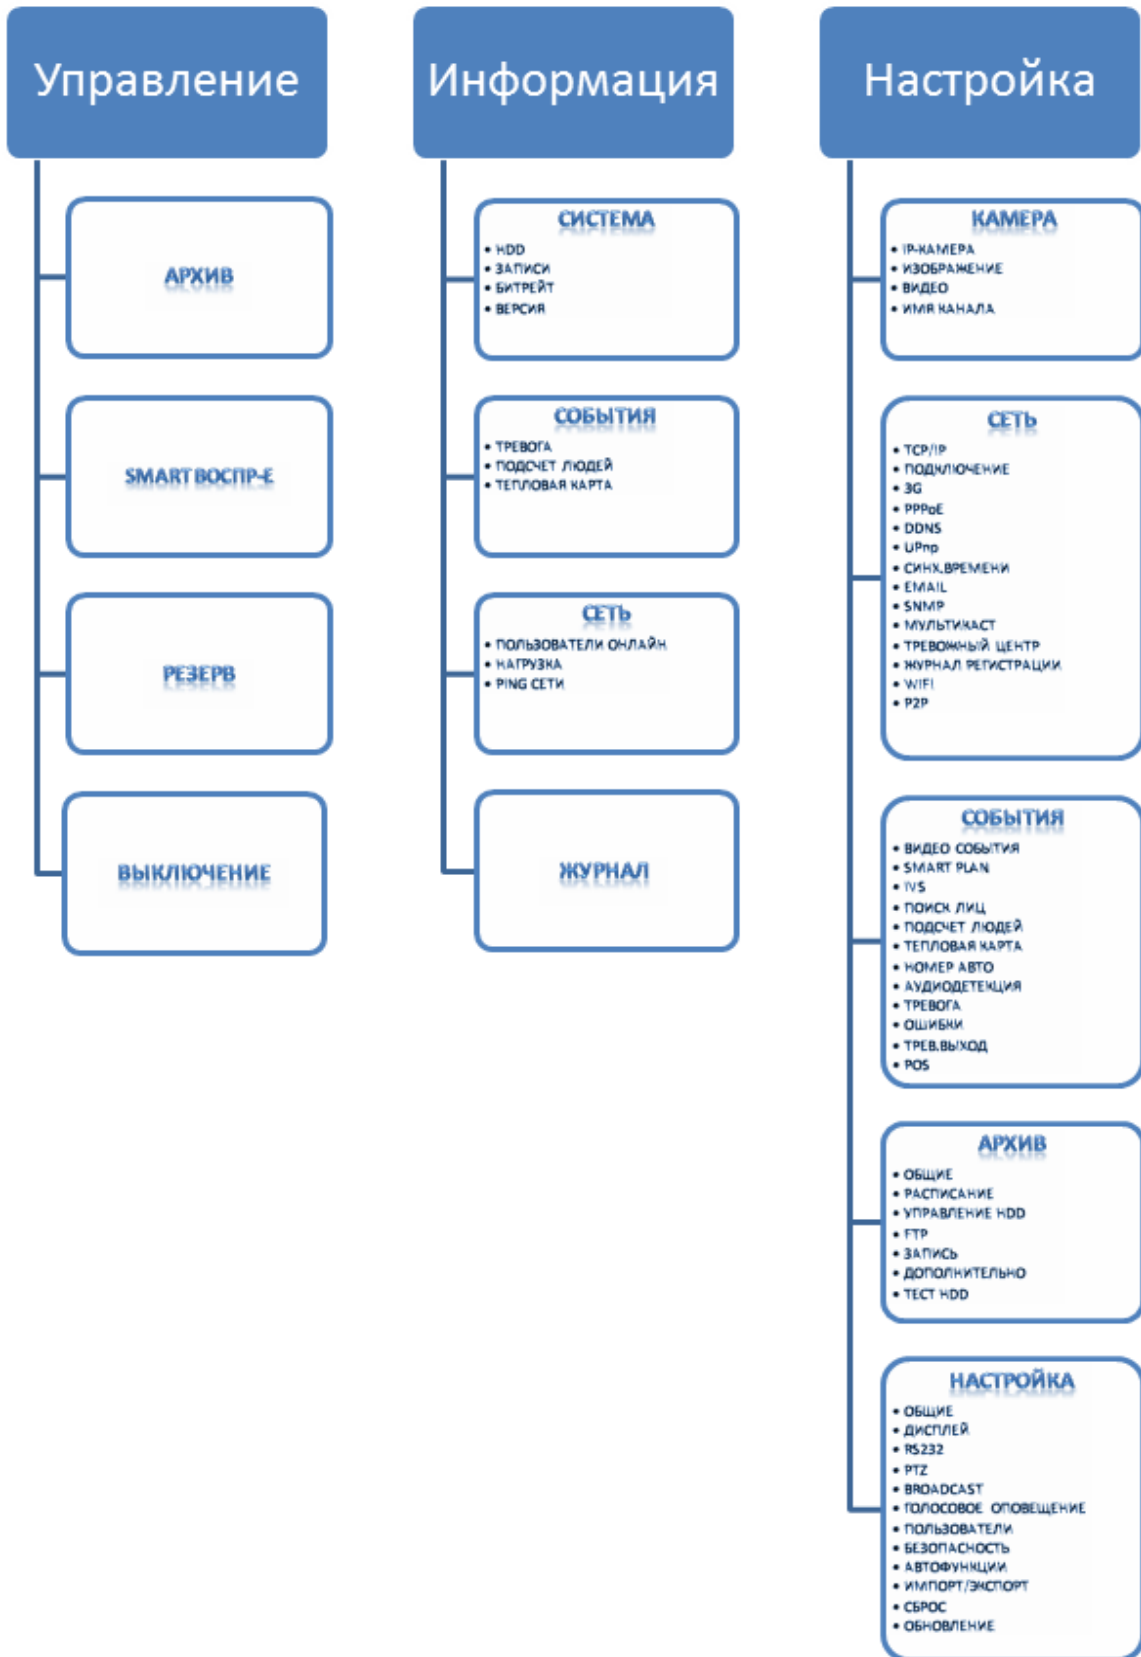 Управление
АРХИВ
SMART ВОСПР-Е
РЕЗЕРВ
ВЫКЛЮЧЕНИЕ
Информация
СИСТЕМА
• HDD
• ЗАПИСИ
• БИТРЕЙТ
• ВЕРСИЯ
СОБЫТИЯ
• ТРЕВОГА
• ПОДСЧЕТ ЛЮДЕЙ
• ТЕПЛОВАЯ КАРТА
СЕТЬ
• ПОЛЬЗОВАТЕЛИ ОНЛАЙН
• НАГРУЗКА
• PING СЕТИ
ЖУРНАЛ
Настройка
КАМЕРА
• IP-КАМЕРА
• ИЗОБРАЖЕНИЕ
• ВИДЕО
• ИМЯ КАНАЛА
СЕТЬ
• TCP/IP
• ПОДКЛЮЧЕНИЕ
• 3G
• PPPoE
• DDNS
• UPnp
• СИНХ.ВРЕМЕНИ
• EMAIL
• SNMP
• МУЛЬТИКАСТ
• ТРЕВОЖНЫЙ ЦЕНТР
• ЖУРНАЛ РЕГИСТРАЦИИ
• WIFI
• P2P
СОБЫТИЯ
• ВИДЕО СОБЫТИЯ
• SMART PLAN
• IVS
• ПОИСК ЛИЦ
• ПОДСЧЕТ ЛЮДЕЙ
• ТЕПЛОВАЯ КАРТА
• НОМЕР АВТО
• АУДИОДЕТЕКЦИЯ
• ТРЕВОГА
• ОШИБКИ
• ТРЕВ.ВЫХОД
• POS
АРХИВ
• ОБЩИЕ
• РАСПИСАНИЕ
• УПРАВЛЕНИЕ HDD
• FTP
• ЗАПИСЬ
• ДОПОЛНИТЕЛЬНО
• ТЕСТ HDD
НАСТРОЙКА
• ОБЩИЕ
• ДИСПЛЕЙ
• RS232
• PTZ
• BROADCAST
• ГОЛОСОВОЕ ОПОВЕЩЕНИЕ
• ПОЛЬЗОВАТЕЛИ
• БЕЗОПАСНОСТЬ
• АВТОФУНКЦИИ
• ИМПОРТ/ЭКСПОРТ
• СБРОС
• ОБНОВЛЕНИЕ